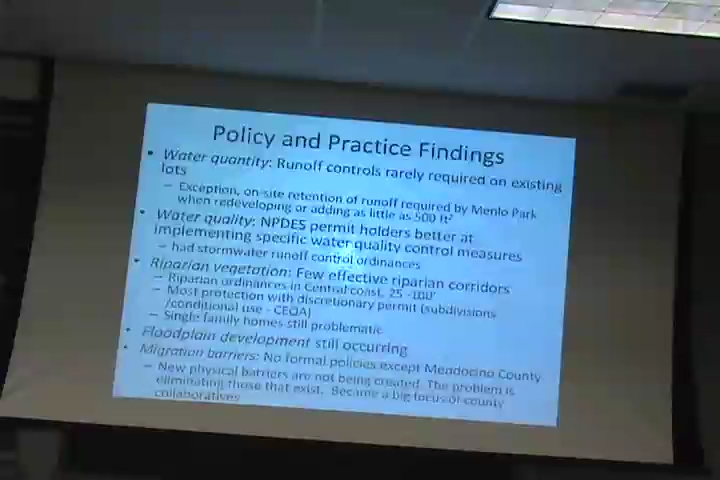 Policy and Practice Findings
• Water quantity: Runoff controls rarely required on existing
lots
– Exception, on-site retention of runoff required by Menlo Park
when redeveloping or adding as little as 500 ft²
• Water quality: NPDES permit holders better at
implementing specific water quality control measures
– had stormwater runoff control ordinances
• Riparian vegetation: Few effective riparian corridors
– Riparian ordinances in Central coast, 25 -100'
– Most protection with discretionary permit (subdivisions
/conditional use - CEQA)
– Single family homes still problematic
• Floodplain development still occurring
• Migration barriers: No formal policies except Mendocino County
– New physical barriers are not being created. The problem is
eliminating those that exist. Became a big focus of county
collaboratives